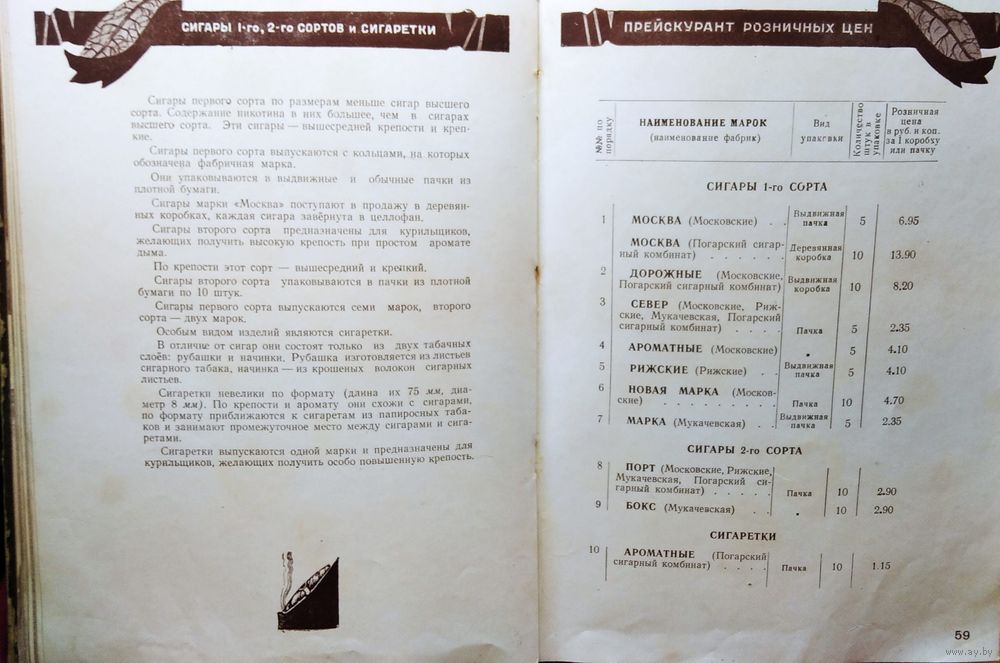 СИГАРЫ 1-го, 2-го СОРТОВ и СИГАРЕТКИ
Сигары первого сорта по размерам меньше сигар высшего
сорта. Содержание никотина в них большее, чем в сигарах
высшего сорта. Эти сигары — вышесредней крепости и креп-
кие.
Сигары первого сорта выпускаются с кольцами, на которых
обозначена фабричная марка.
Они упаковываются в выдвижные и обычные пачки из
плотной бумаги.
Сигары марки «Москва» поступают в продажу в деревян-
ных коробках, каждая сигара завёрнута в целлофан.
Сигары второго сорта предназначены для курильщиков,
желающих получить высокую крепость при простом аромате
дыма.
По крепости этот сорт — вышесредний и крепкий.
Сигары второго сорта упаковываются в пачки из плотной
бумаги по 10 штук.
Сигары первого сорта выпускаются семи марок, второго
сорта — двух марок.
Особым видом изделий являются сигаретки.
В отличие от сигар они состоят только из двух табачных
слоёв: рубашки и начинки. Рубашка изготовляется из листьев
сигарного табака, начинка — из крошеных волокон сигарных
листьев.
Сигаретки невелики по формату (длина их 75 мм, диа-
метр 8 мм). По крепости и аромату они схожи с сигарами,
по формату приближаются к сигаретам из папиросных таба-
ков и занимают промежуточное место между сигарами и сига-
ретами.
Сигаретки выпускаются одной марки и предназначены для
курильщиков, желающих получить особо повышенную крепость.
ПРЕЙСКУРАНТ РОЗНИЧНЫХ ЦЕН
№№ по порядку
НАИМЕНОВАНИЕ МАРОК
(наименование фабрик)
Вид упаковки
Количество штук в упаковке
Розничная цена в руб. и коп. за 1 коробку или пачку
СИГАРЫ 1-го СОРТА
1 МОСКВА (Московские) . . Выдвижная пачка 5 6.95
МОСКВА (Погарский сигар-
ный комбинат) . . . . . . Деревянная коробка 10 13.90
2 ДОРОЖНЫЕ (Московские,
Погарский сигарный комбинат) Выдвижная коробка 10 8.20
3 СЕВЕР (Московские, Риж-
ские, Мукачевская, Погарский
сигарный комбинат) . . . . Пачка 5 2.35
4 АРОМАТНЫЕ (Московские) „ 5 4.10
5 РИЖСКИЕ (Рижские) . . Выдвижная пачка 5 4.10
6 НОВАЯ МАРКА (Москов-
ские) . . . . . . . . Пачка 10 4.70
7 МАРКА (Мукачевская) . . Выдвижная пачка 5 2.35
СИГАРЫ 2-го СОРТА
8 ПОРТ (Московские, Рижские,
Мукачевская, Погарский си-
гарный комбинат) . . . . . Пачка 10 2.90
9 БОКС (Мукачевская) . . „ 10 2.90
СИГАРЕТКИ
10 АРОМАТНЫЕ (Погарский
сигарный комбинат) . . . . Пачка 10 1.15
59
www.ay.by